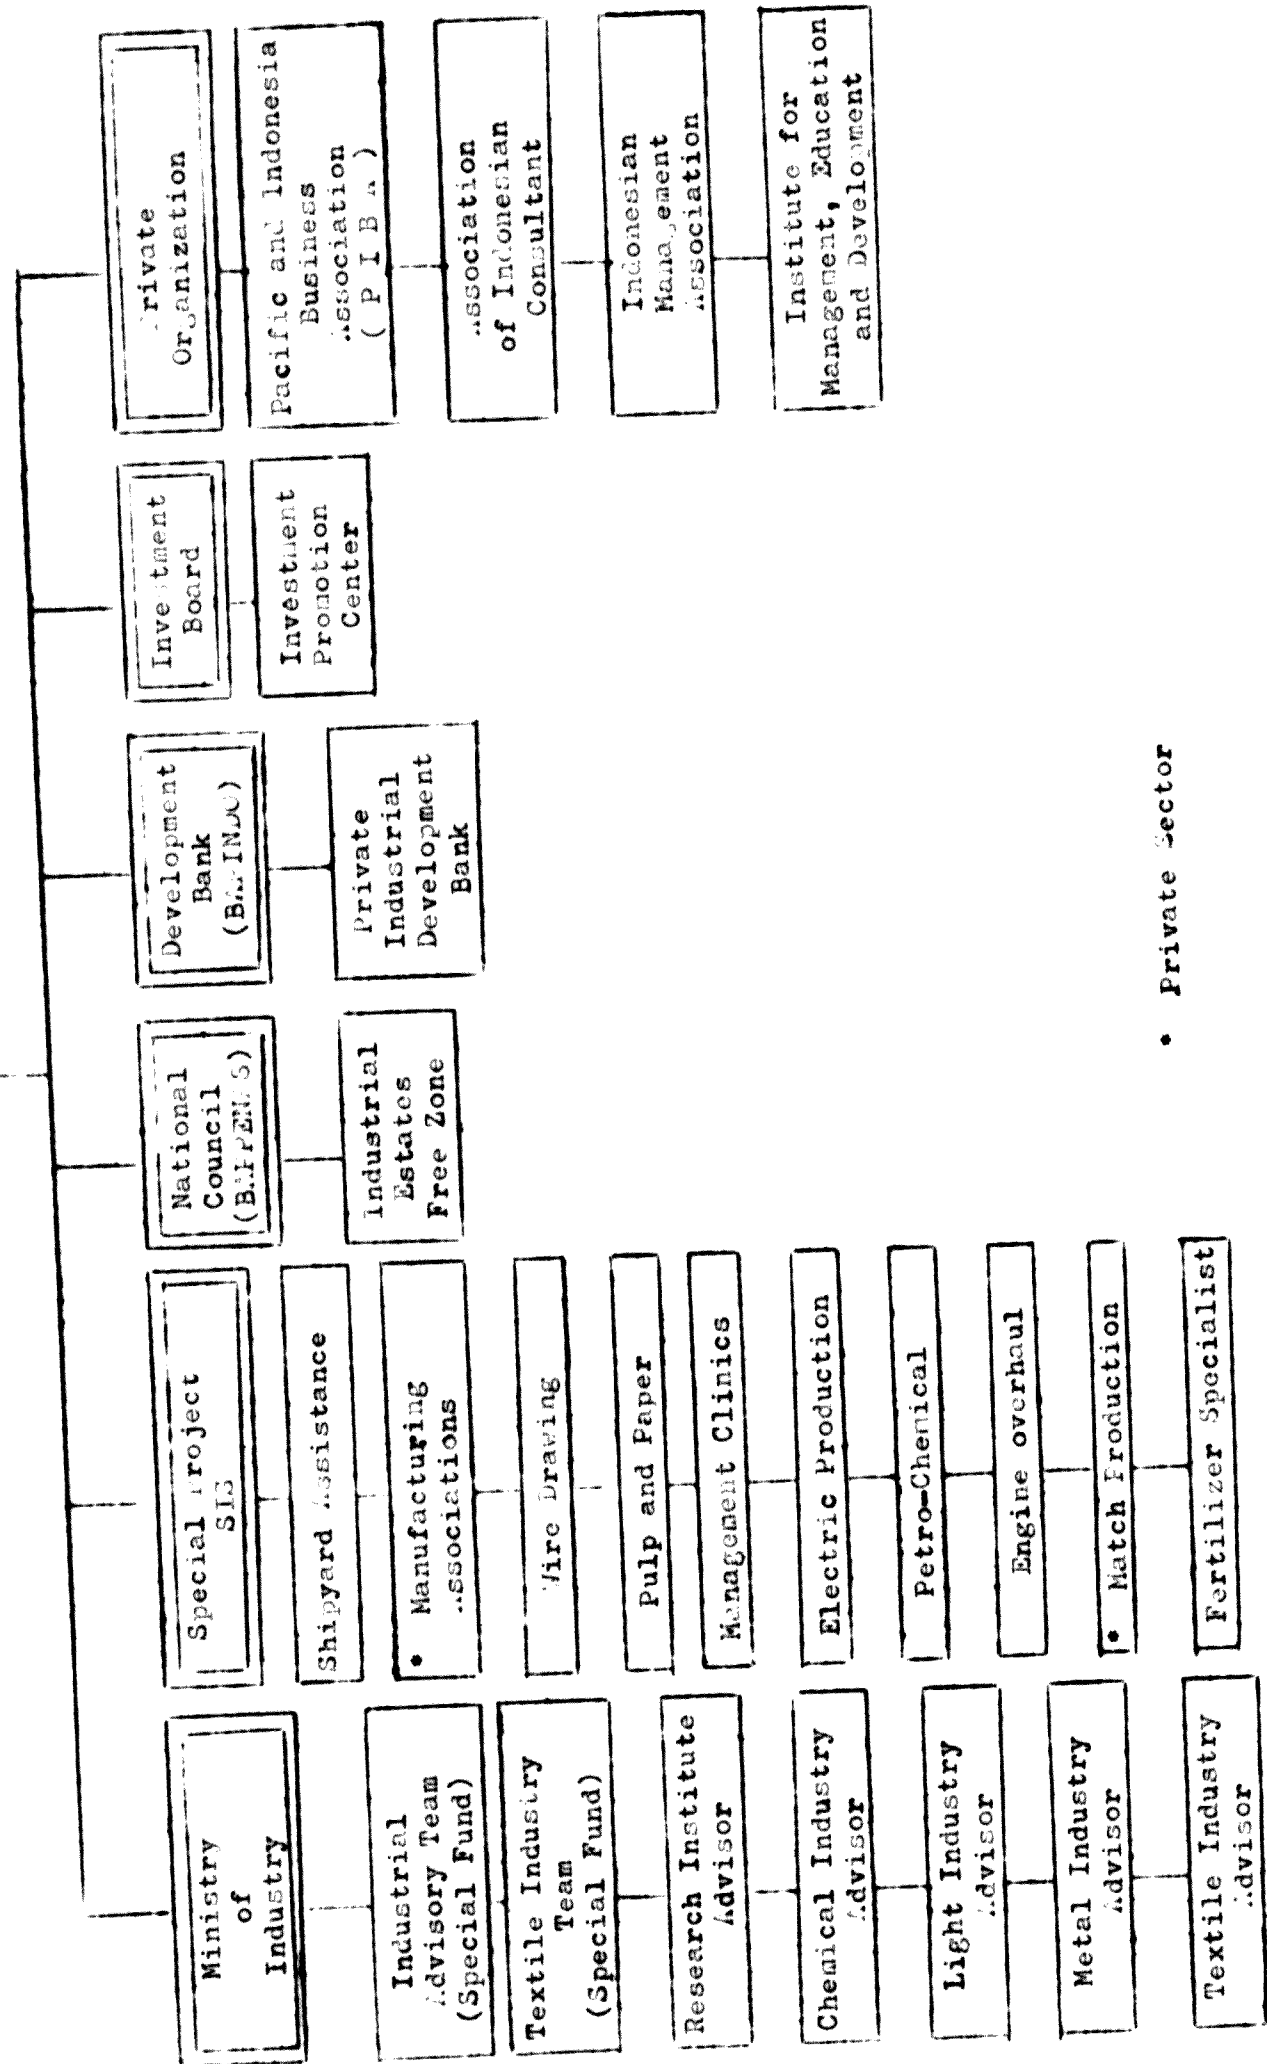 Ministry
of
Industry
Industrial
Advisory Team
(Special Fund)
Textile Industry
Team
(Special Fund)
Research Institute
Advisor
Chemical Industry
Advisor
Light Industry
Advisor
Metal Industry
Advisor
Textile Industry
Advisor
Special Project
SIS
Shipyard Assistance
* Manufacturing
Associations
Wire Drawing
Pulp and Paper
Management Clinics
Electric Production
Petro-Chemical
Engine overhaul
* Match Production
Fertilizer Specialist
National
Council
(BAPPENAS)
Industrial
Estates
Free Zone
Development
Bank
(BAPINDO)
Private
Industrial
Development
Bank
Investment
Board
Investment
Promotion
Center
Private
Organization
Pacific and Indonesia
Business
Association
( P I B A )
Association
of Indonesian
Consultant
Indonesian
Management
Association
Institute for
Management, Education
and Development
* Private Sector